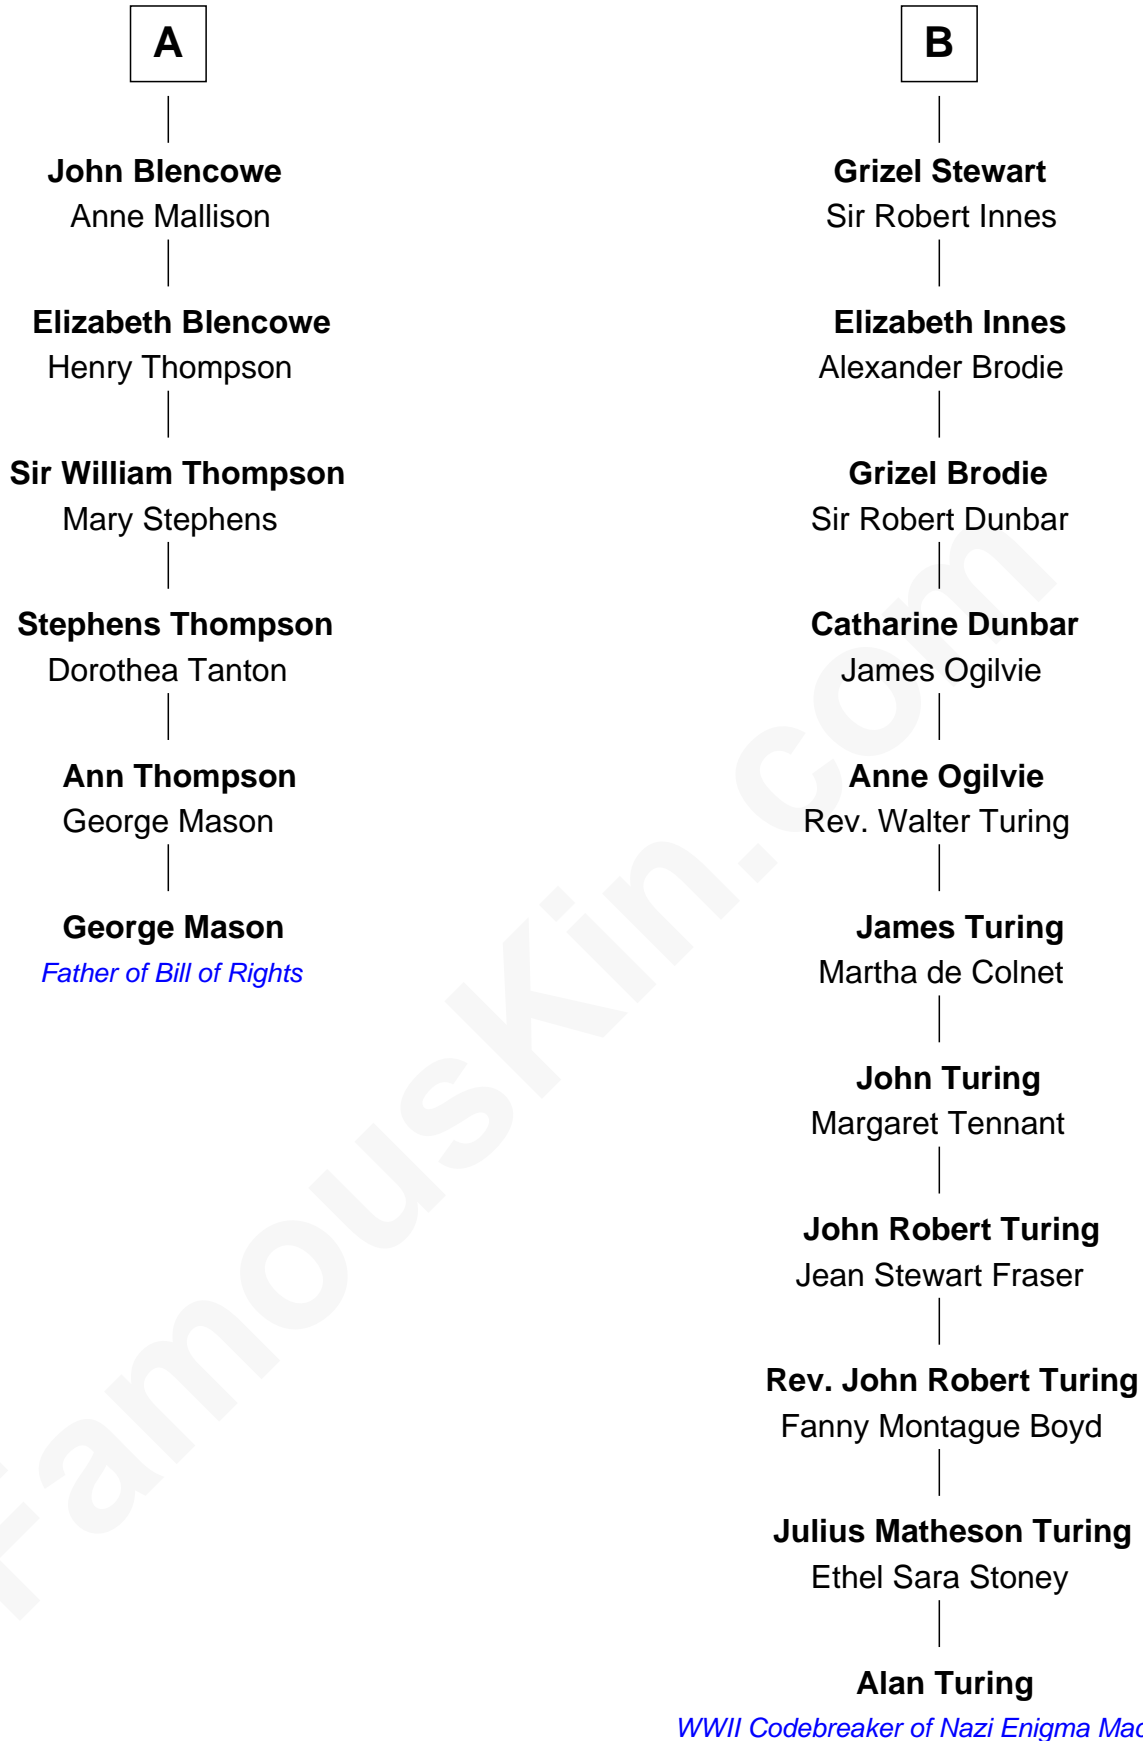 A
John Blencowe
Anne Mallison
Elizabeth Blencowe
Henry Thompson
Sir William Thompson
Mary Stephens
Stephens Thompson
Dorothea Tanton
Ann Thompson
George Mason
George Mason
Father of Bill of Rights
B
Grizel Stewart
Sir Robert Innes
Elizabeth Innes
Alexander Brodie
Grizel Brodie
Sir Robert Dunbar
Catharine Dunbar
James Ogilvie
Anne Ogilvie
Rev. Walter Turing
James Turing
Martha de Colnet
John Turing
Margaret Tennant
John Robert Turing
Jean Stewart Fraser
Rev. John Robert Turing
Fanny Montague Boyd
Julius Matheson Turing
Ethel Sara Stoney
Alan Turing
WWII Codebreaker of Nazi Enigma
FamousKin.com